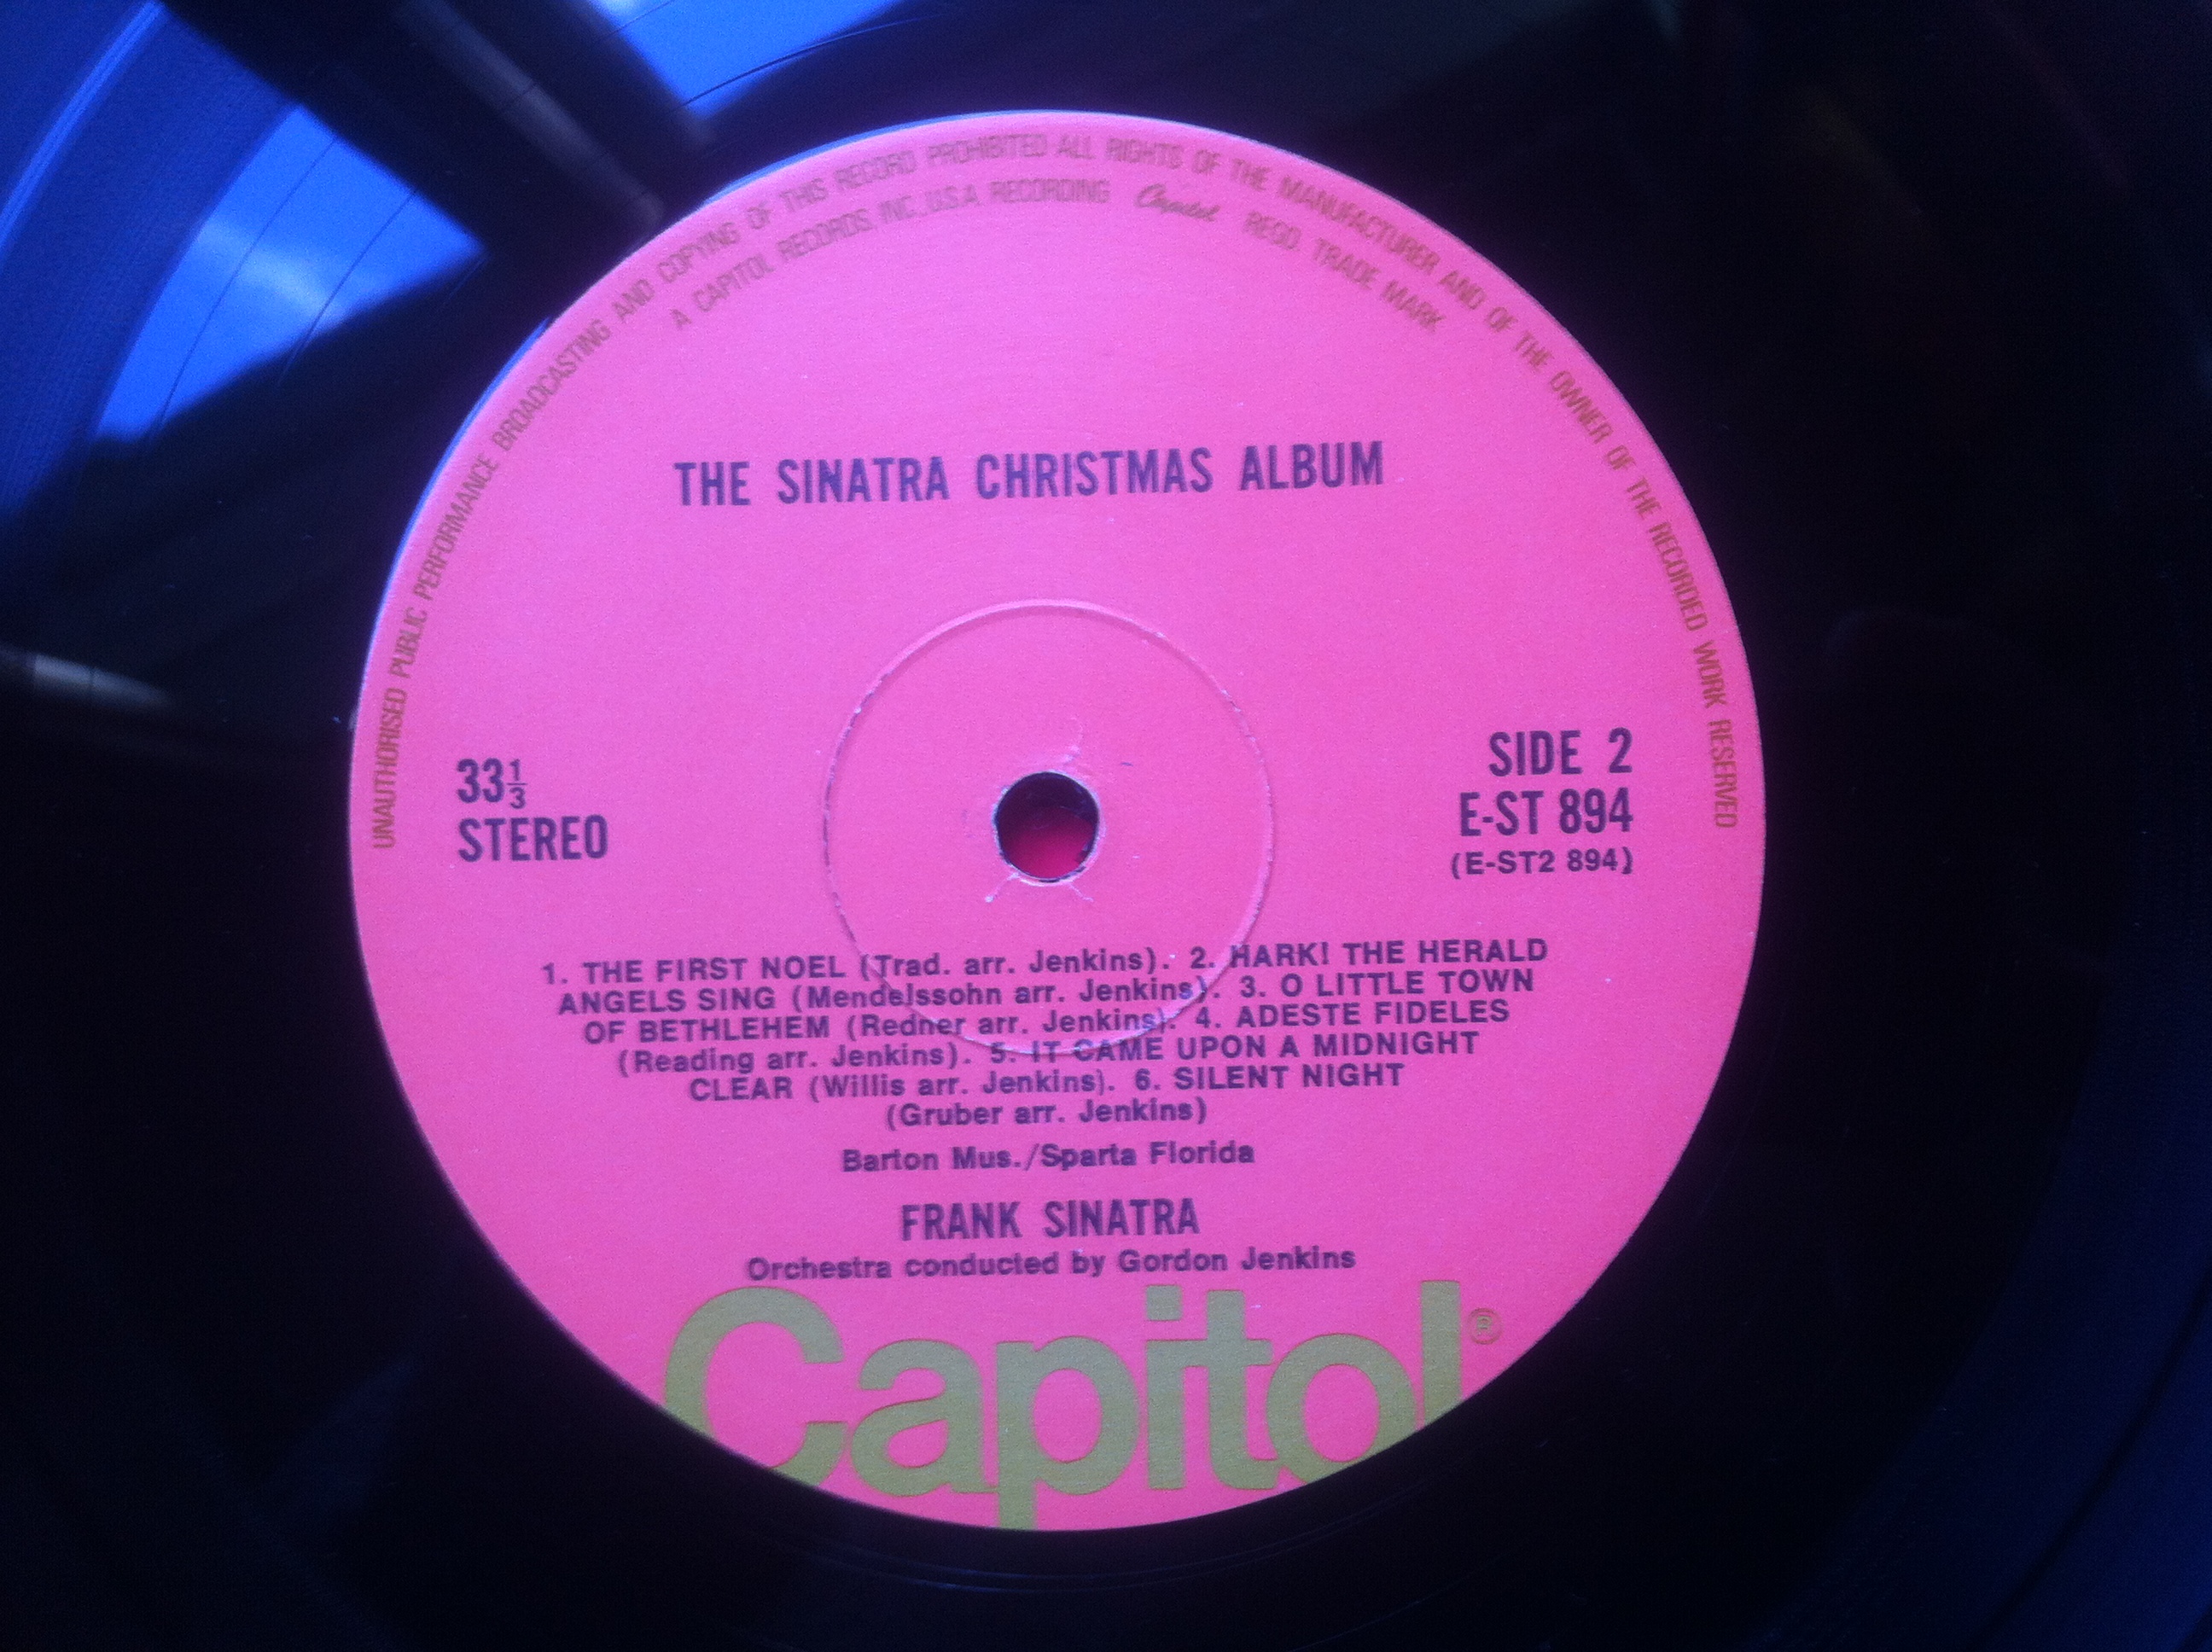 UNAUTHORISED PUBLIC PERFORMANCE BROADCASTING AND COPYING OF THIS RECORD PROHIBITED ALL RIGHTS OF THE MANUFACTURER AND OF THE OWNER OF THE RECORDED WORK RESERVED
A CAPITOL RECORDS, INC., U.S.A. RECORDING Capitol REGD. TRADE MARK
THE SINATRA CHRISTMAS ALBUM
33⅓
STEREO
SIDE 2
E-ST 894
(E-ST2 894)
1. THE FIRST NOEL (Trad. arr. Jenkins). 2. HARK! THE HERALD
ANGELS SING (Mendelssohn arr. Jenkins). 3. O LITTLE TOWN
OF BETHLEHEM (Redner arr. Jenkins). 4. ADESTE FIDELES
(Reading arr. Jenkins). 5. IT CAME UPON A MIDNIGHT
CLEAR (Willis arr. Jenkins). 6. SILENT NIGHT
(Gruber arr. Jenkins)
Barton Mus./Sparta Florida
FRANK SINATRA
Orchestra conducted by Gordon Jenkins
Capitol®